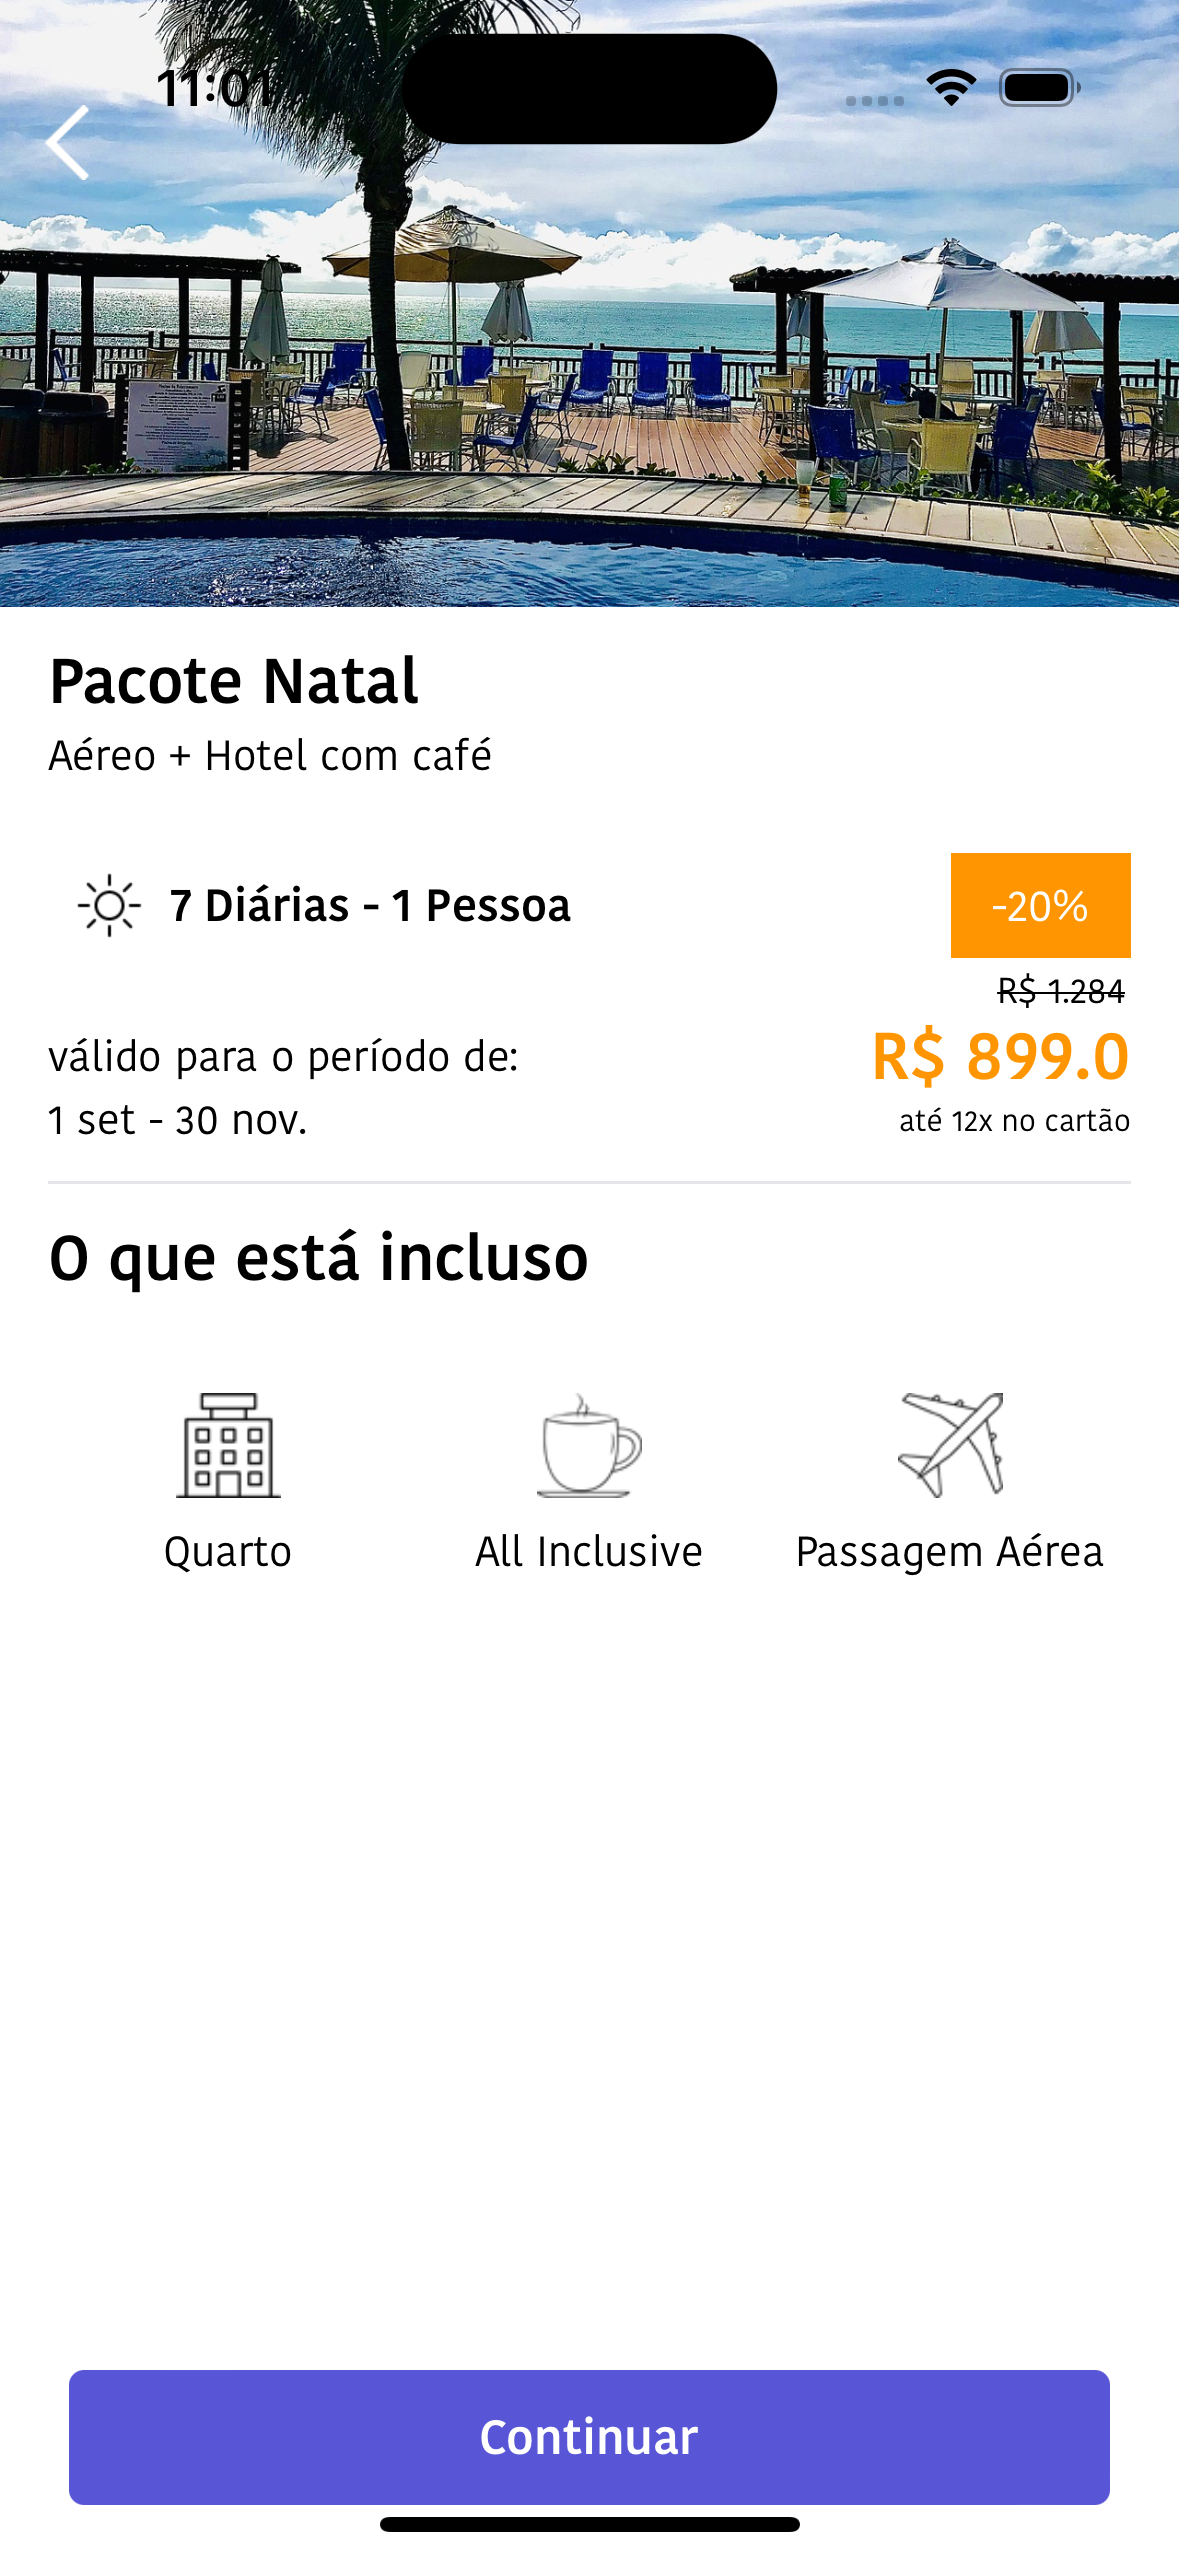 11:01
Pacote Natal
Aéreo + Hotel com café
7 Diárias - 1 Pessoa
-20%
R$ 1.284
válido para o período de:
R$ 899.0
1 set - 30 nov.
até 12x no cartão
O que está incluso
Quarto
All Inclusive
Passagem Aérea
Continuar